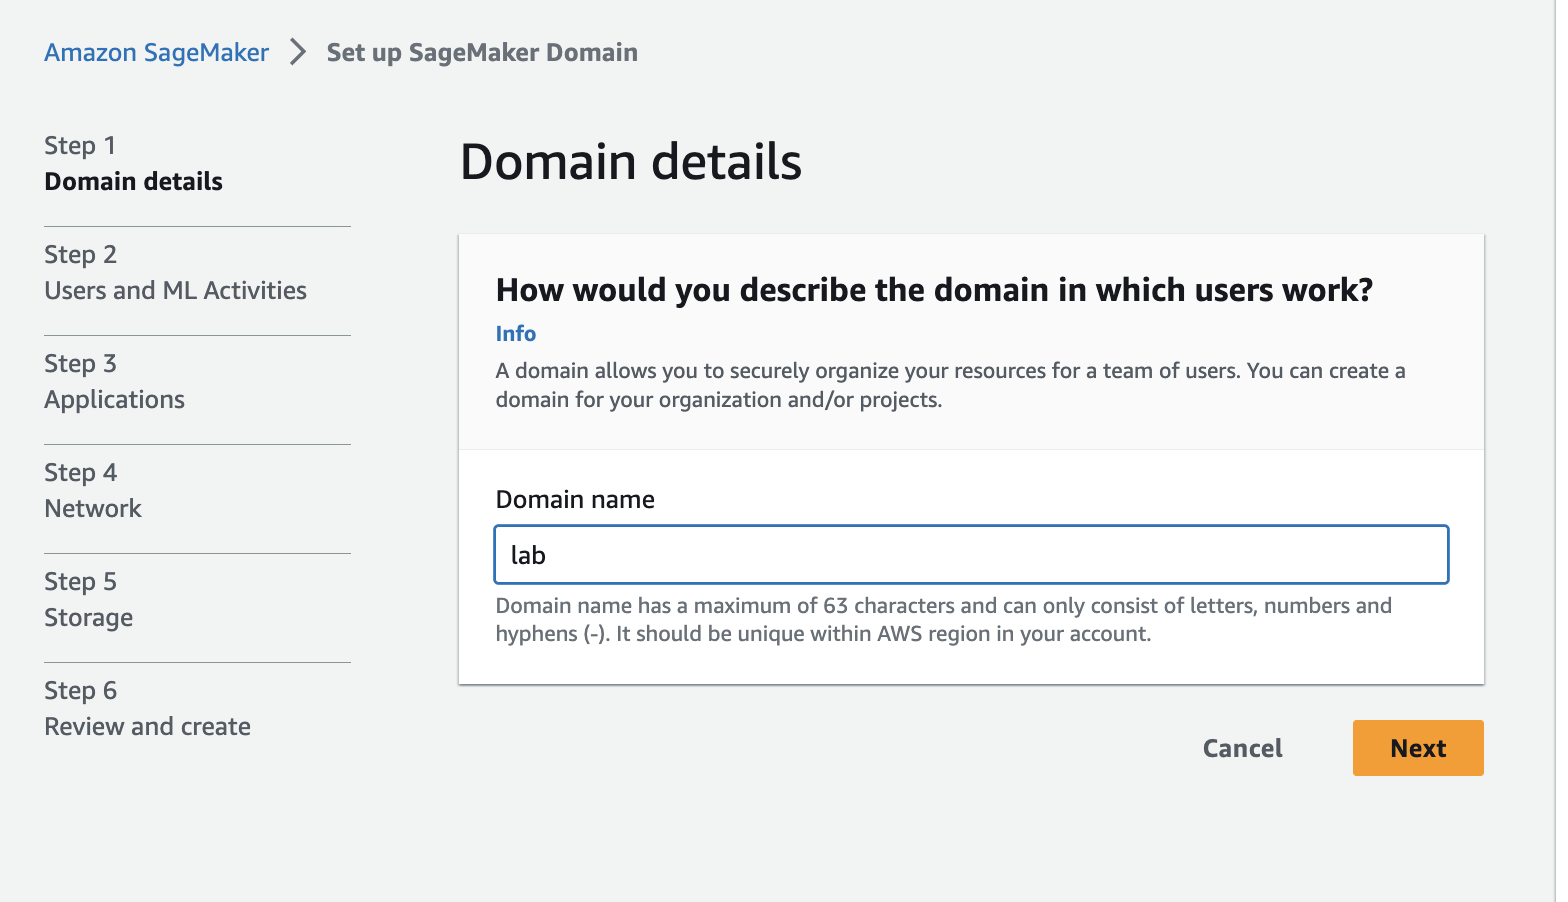 Amazon SageMaker > Set up SageMaker Domain
Step 1
Domain details
Step 2
Users and ML Activities
Step 3
Applications
Step 4
Network
Step 5
Storage
Step 6
Review and create
Domain details
How would you describe the domain in which users work?
Info
A domain allows you to securely organize your resources for a team of users. You can create a
domain for your organization and/or projects.
Domain name
lab
Domain name has a maximum of 63 characters and can only consist of letters, numbers and
hyphens (-). It should be unique within AWS region in your account.
Cancel
Next